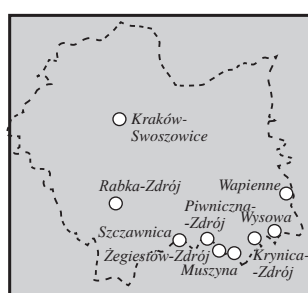 Kraków-
Swoszowice
Rabka-Zdrój
Wapienne
Piwniczna-
-Zdrój
Wysowa
Szczawnica
Żegiestów-Zdrój
Krynica-
-Zdrój
Muszyna